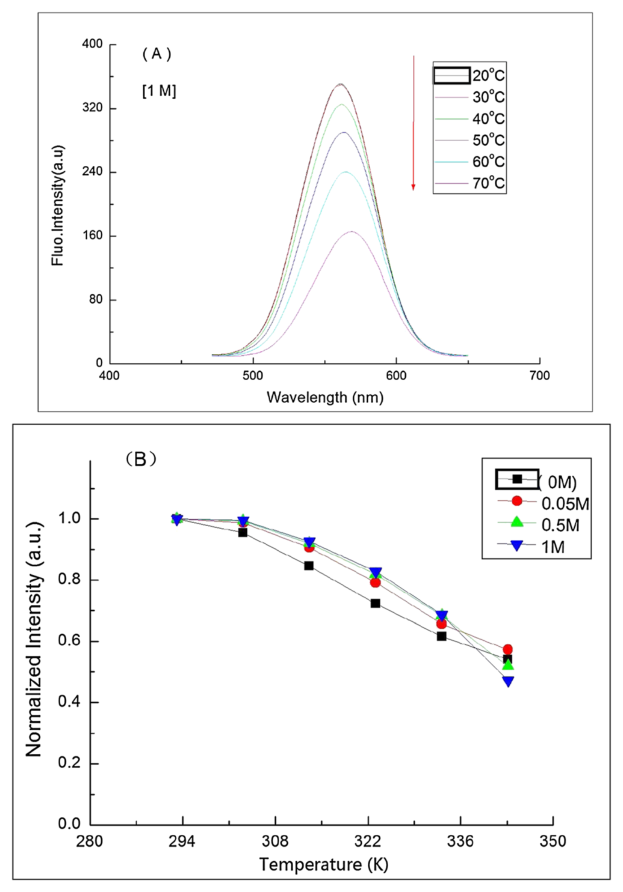 400
( A )
20°C
[1 M]
30°C
320
40°C
50°C
240
60°C
70°C
160
80
0
400
500
600
700
Fluo.Intensity(a.u)
Wavelength (nm)
(B)
( 0M)
0.05M
0.5M
1M
1.0
0.8
0.6
0.4
0.2
0.0
280
294
308
322
336
350
Normalized Intensity (a.u.)
Temperature (K)